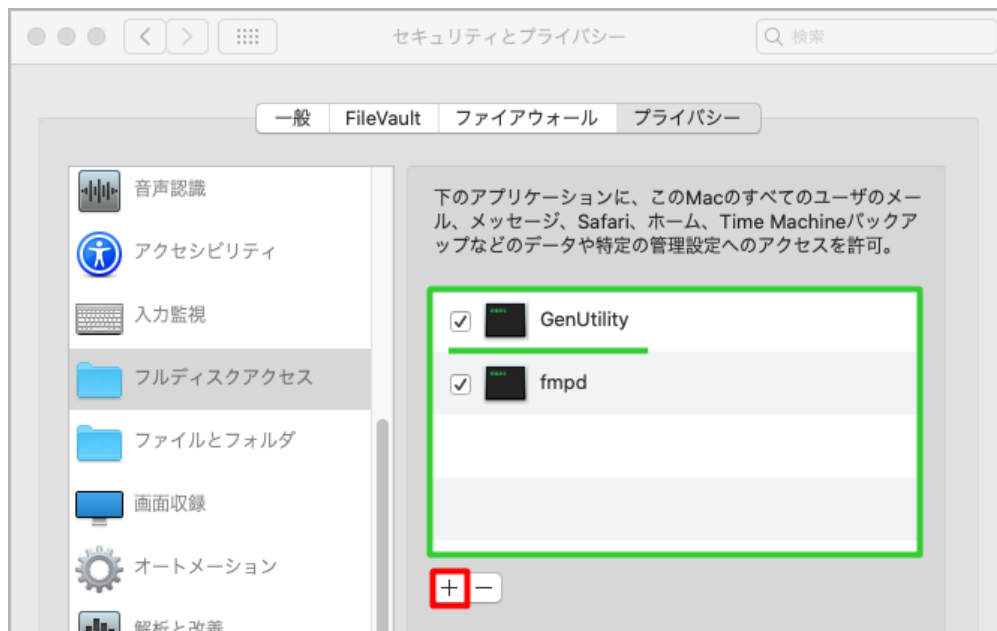 セキュリティとプライバシー
検索
一般
FileVault
ファイアウォール
プライバシー
音声認識
アクセシビリティ
入力監視
フルディスクアクセス
ファイルとフォルダ
画面収録
オートメーション
解析と改善
下のアプリケーションに、このMacのすべてのユーザのメー
ル、メッセージ、Safari、ホーム、Time Machineバックア
ップなどのデータや特定の管理設定へのアクセスを許可。
GenUtility
fmpd